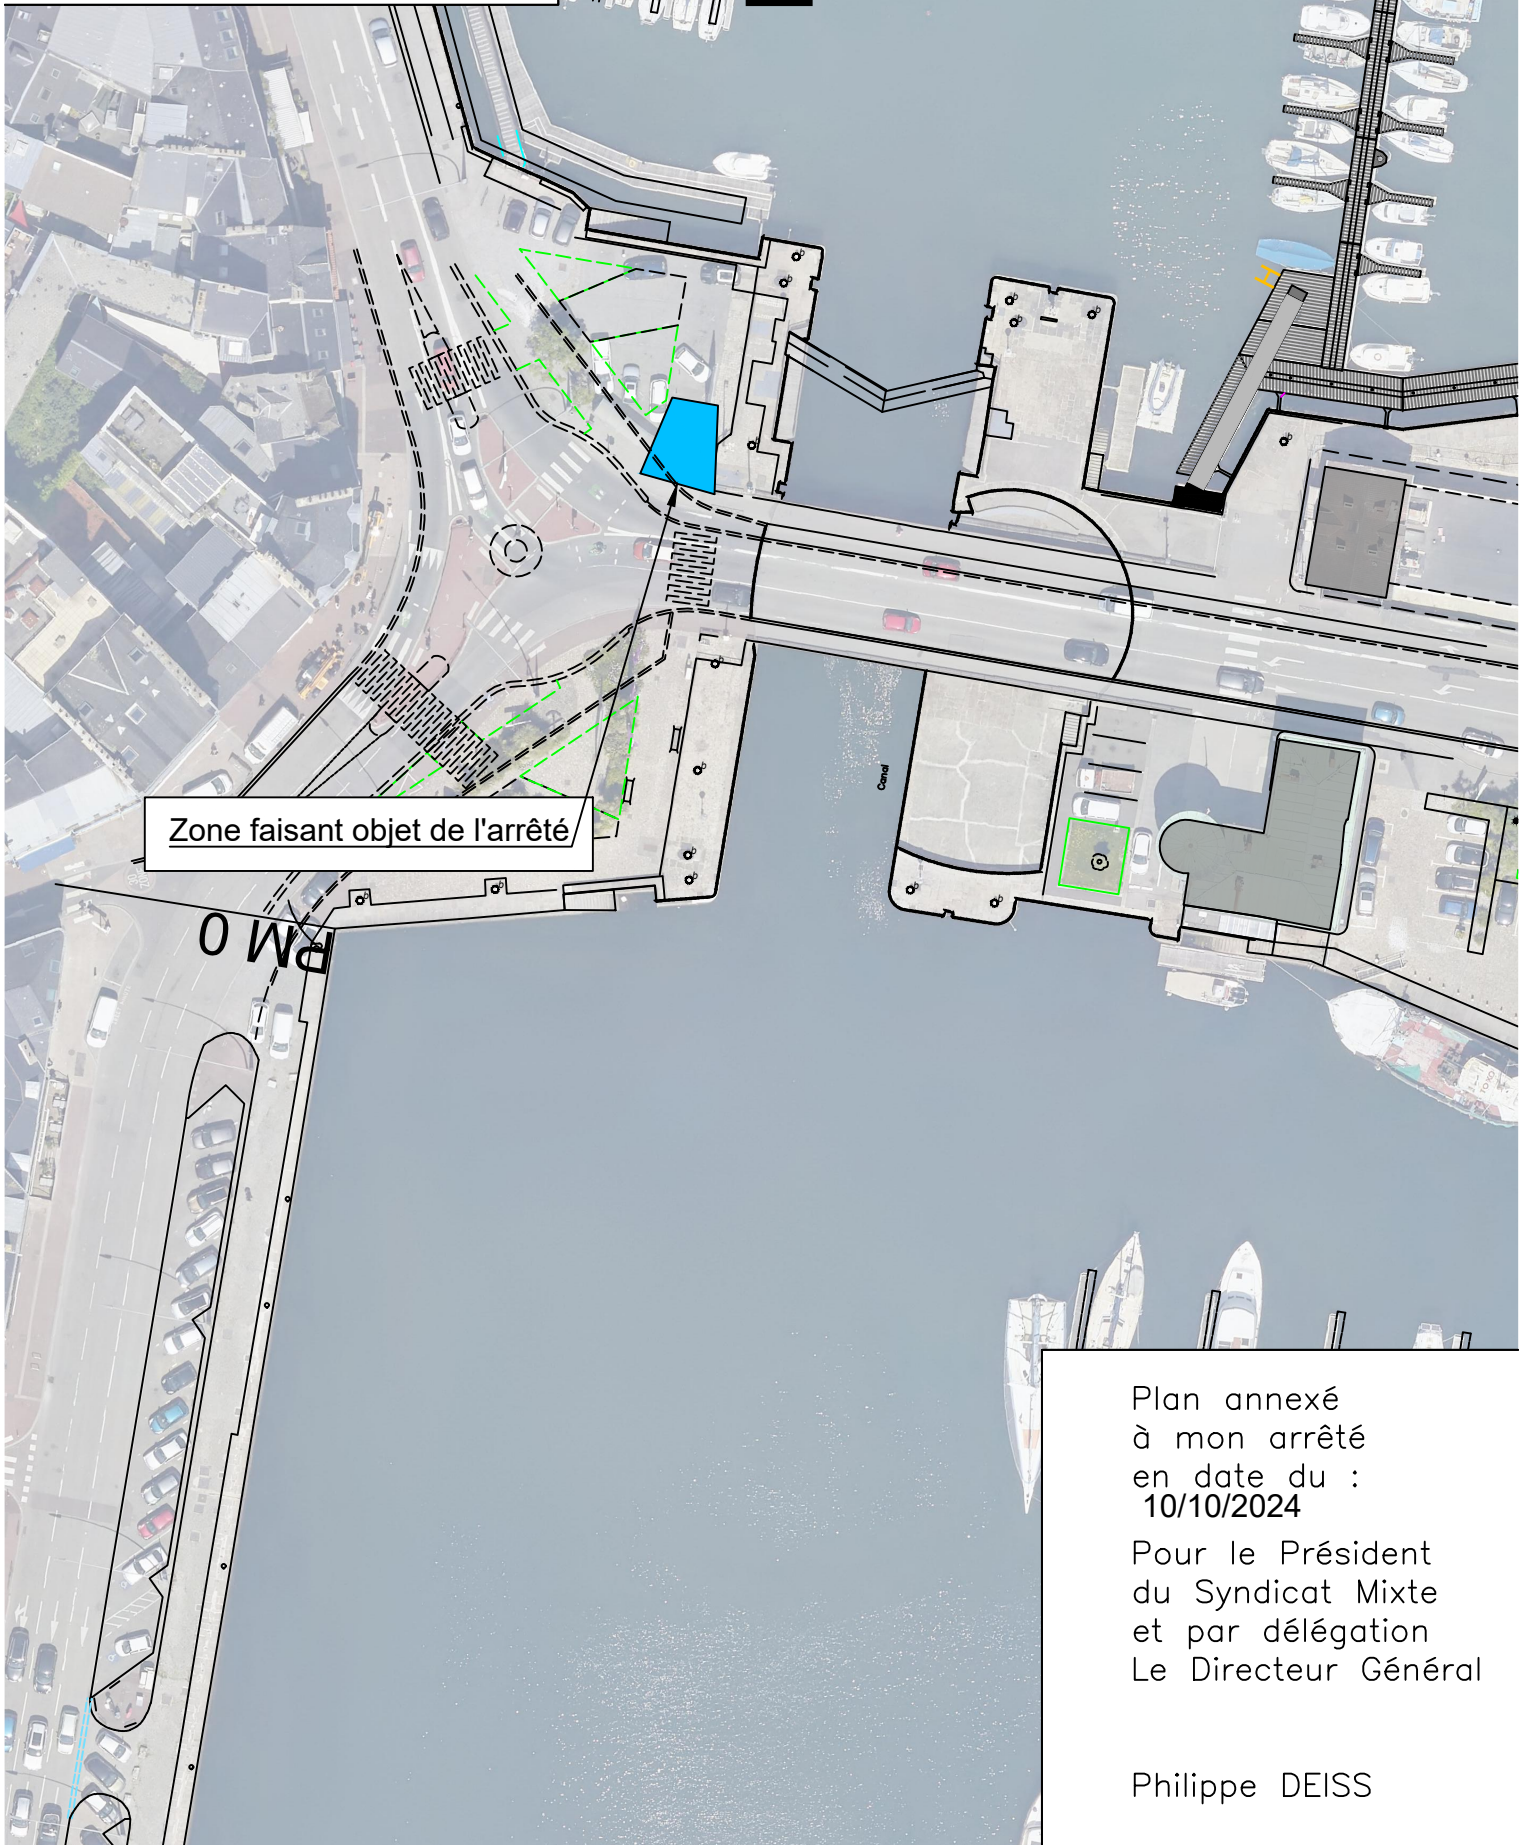 Canal
Zone faisant objet de l'arrêté
PM 0
Plan annexé
à mon arrêté
en date du :
10/10/2024
Pour le Président
du Syndicat Mixte
et par délégation
Le Directeur Général
Philippe DEISS